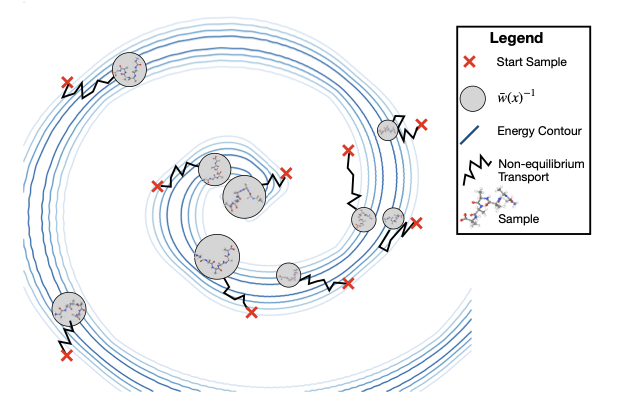 Legend
Start Sample
w̄(x)⁻¹
Energy Contour
Non-equilibrium
Transport
Sample